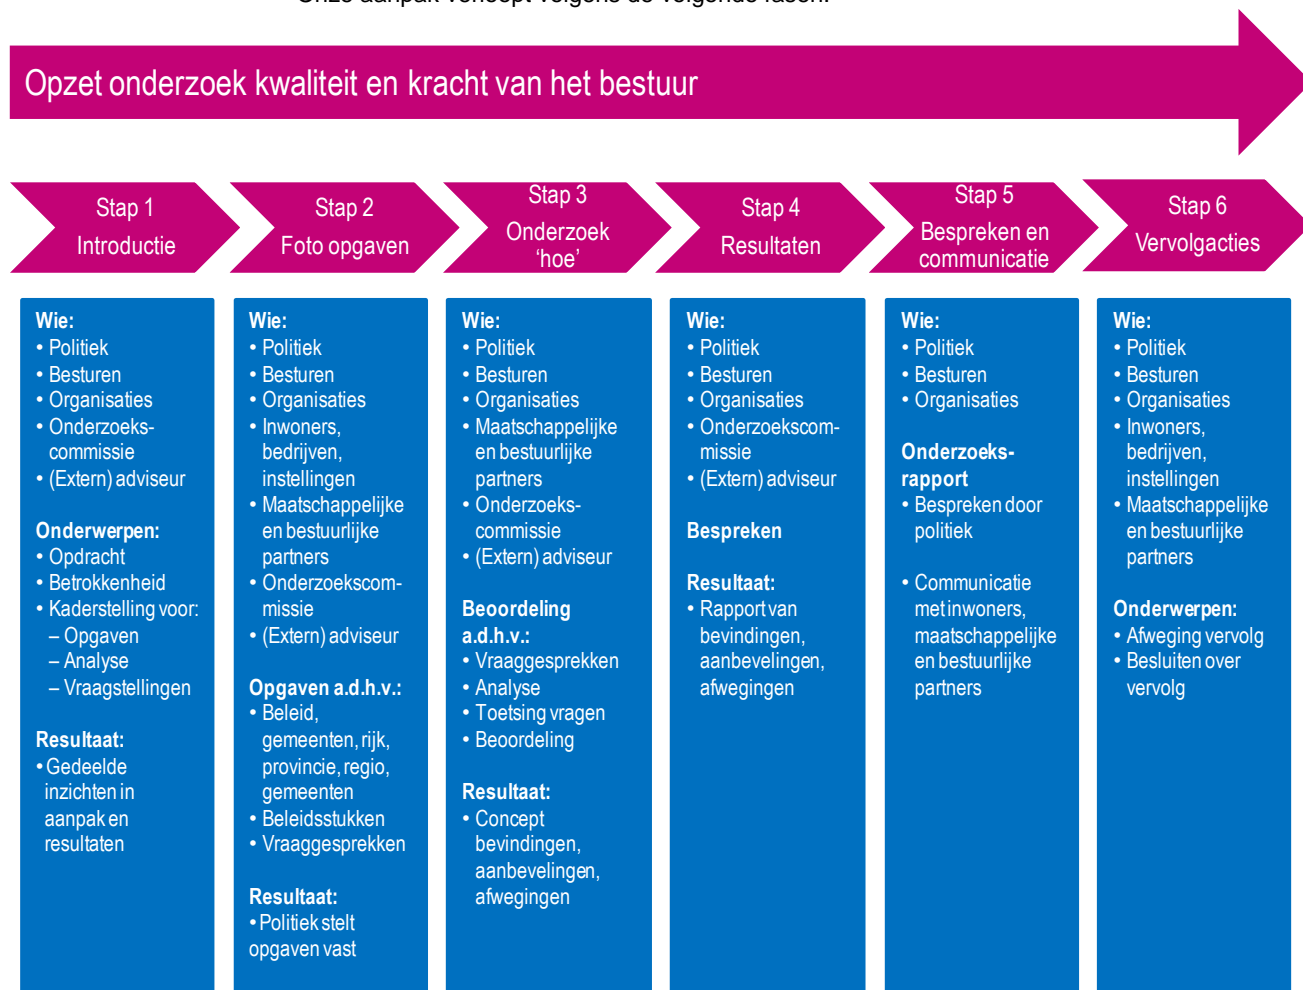 Onze aanpak verloopt volgens de volgende fasen:
Opzet onderzoek kwaliteit en kracht van het bestuur
Stap 1
Introductie
Stap 2
Foto opgaven
Stap 3
Onderzoek
‘hoe’
Stap 4
Resultaten
Stap 5
Bespreken en
communicatie
Stap 6
Vervolgacties
Wie:
• Politiek
• Besturen
• Organisaties
• Onderzoeks-
commissie
• (Extern) adviseur
Onderwerpen:
• Opdracht
• Betrokkenheid
• Kaderstelling voor:
– Opgaven
– Analyse
– Vraagstellingen
Resultaat:
• Gedeelde
inzichten in
aanpak en
resultaten
Wie:
• Politiek
• Besturen
• Organisaties
• Inwoners,
bedrijven,
instellingen
• Maatschappelijke
en bestuurlijke
partners
• Onderzoekscom-
missie
• (Extern) adviseur
Opgaven a.d.h.v.:
• Beleid,
gemeenten, rijk,
provincie, regio,
gemeenten
• Beleidsstukken
• Vraaggesprekken
Resultaat:
• Politiek stelt
opgaven vast
Wie:
• Politiek
• Besturen
• Organisaties
• Maatschappelijke
en bestuurlijke
partners
• Onderzoeks-
commissie
• (Extern) adviseur
Beoordeling
a.d.h.v.:
• Vraaggesprekken
• Analyse
• Toetsing vragen
• Beoordeling
Resultaat:
• Concept
bevindingen,
aanbevelingen,
afwegingen
Wie:
• Politiek
• Besturen
• Organisaties
• Onderzoekscom-
missie
• (Extern) adviseur
Bespreken
Resultaat:
• Rapport van
bevindingen,
aanbevelingen,
afwegingen
Wie:
• Politiek
• Besturen
• Organisaties
Onderzoeks-
rapport
• Bespreken door
politiek
• Communicatie
met inwoners,
maatschappelijke
en bestuurlijke
partners
Wie:
• Politiek
• Besturen
• Organisaties
• Inwoners,
bedrijven,
instellingen
• Maatschappelijke
en bestuurlijke
partners
Onderwerpen:
• Afweging vervolg
• Besluiten over
vervolg